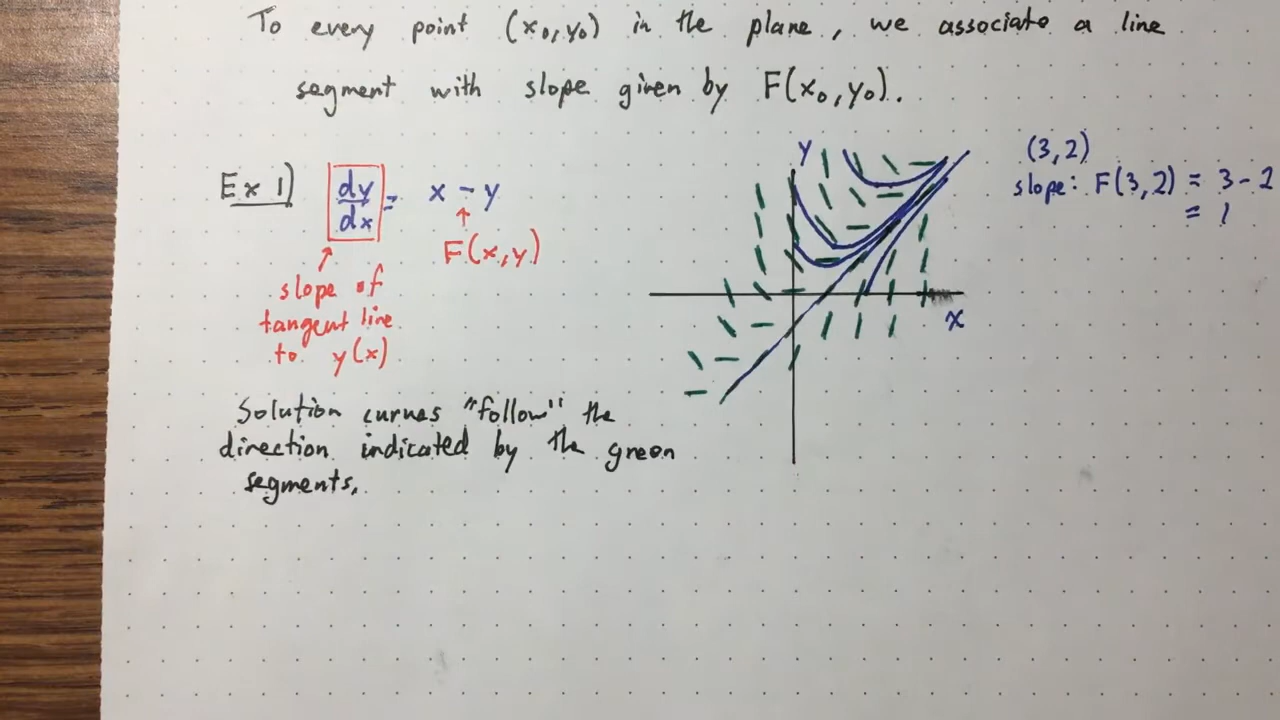 To every point (x₀,y₀) in the plane, we associate a line
segment with slope given by F(x₀,y₀).
Ex 1) dy/dx = x - y
F(x,y)
slope of
tangent line
to y(x)
Solution curves "follow" the
direction indicated by the green
segments.
y
x
(3,2)
slope: F(3,2) = 3-2
= 1